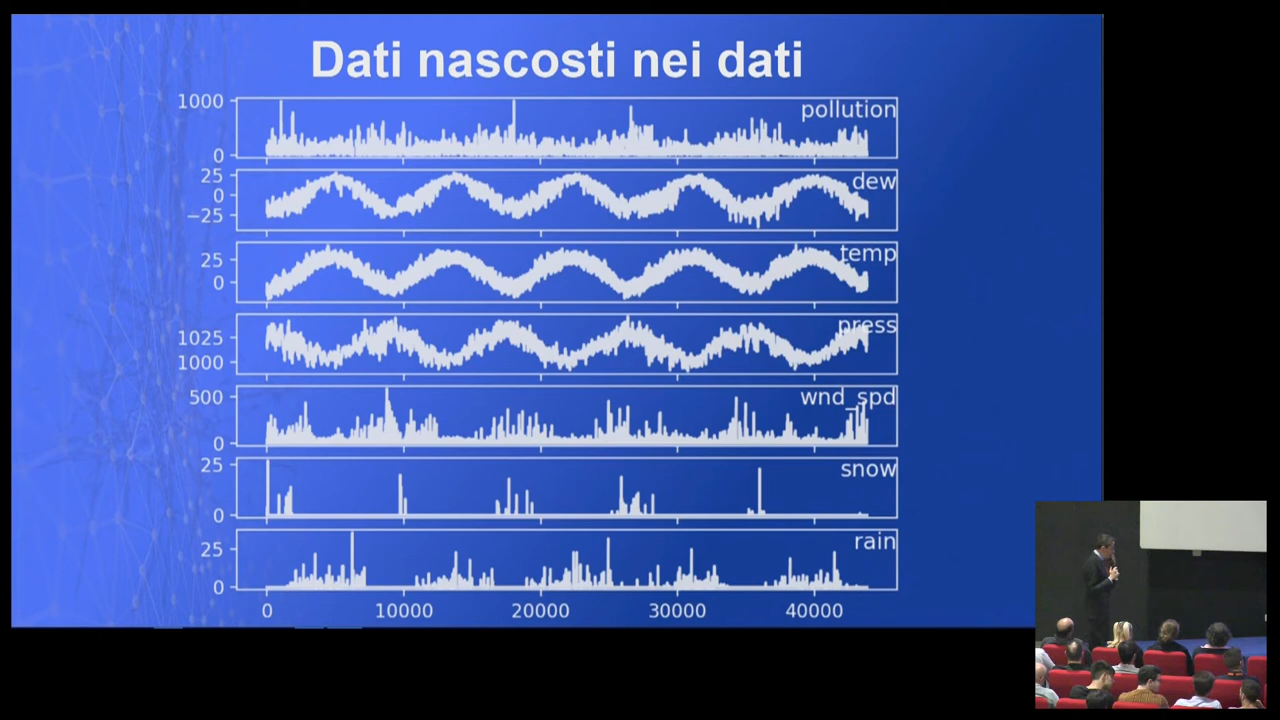 Dati nascosti nei dati
1000
0
pollution
25
0
−25
dew
25
0
temp
1025
1000
press
500
0
wnd_spd
25
0
snow
25
0
rain
0 10000 20000 30000 40000